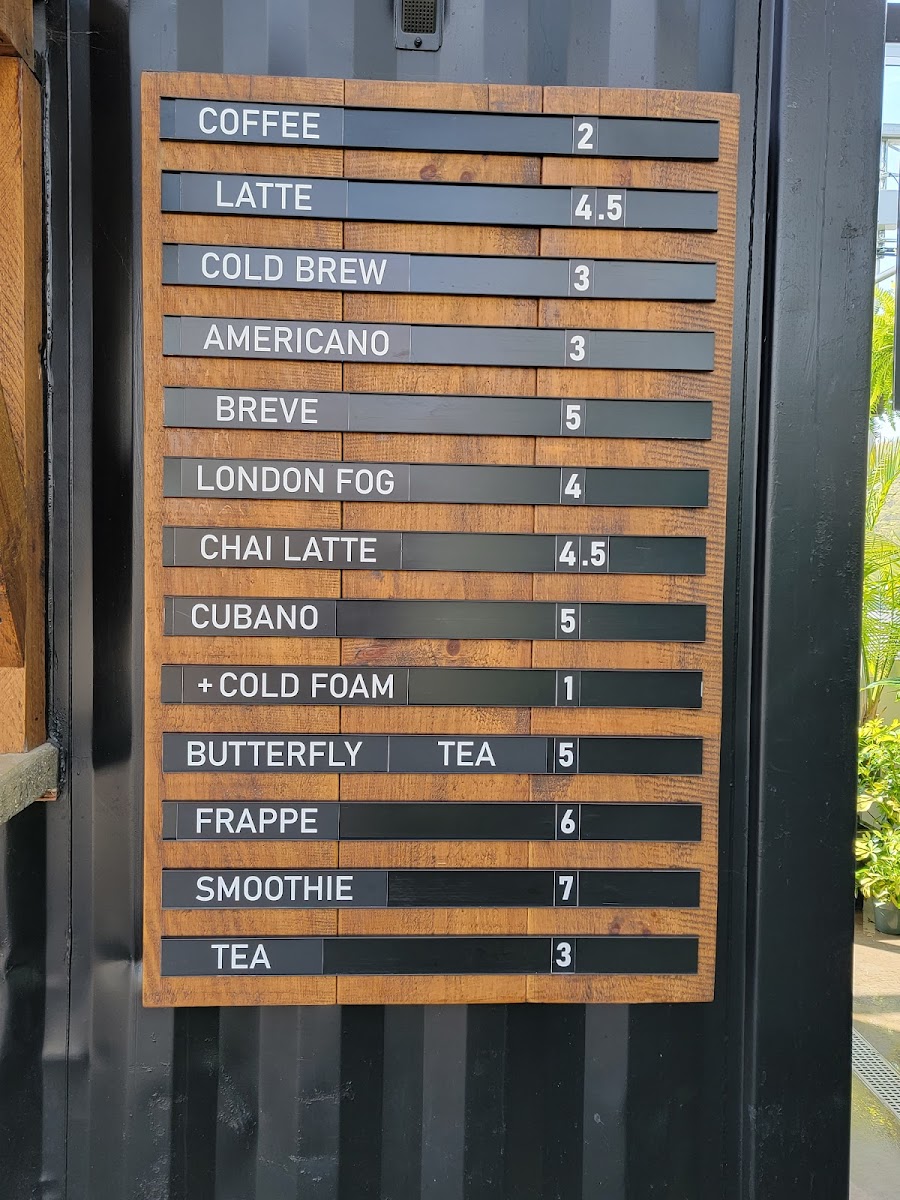 COFFEE 2
LATTE 4.5
COLD BREW 3
AMERICANO 3
BREVE 5
LONDON FOG 4
CHAI LATTE 4.5
CUBANO 5
+COLD FOAM 1
BUTTERFLY TEA 5
FRAPPE 6
SMOOTHIE 7
TEA 3